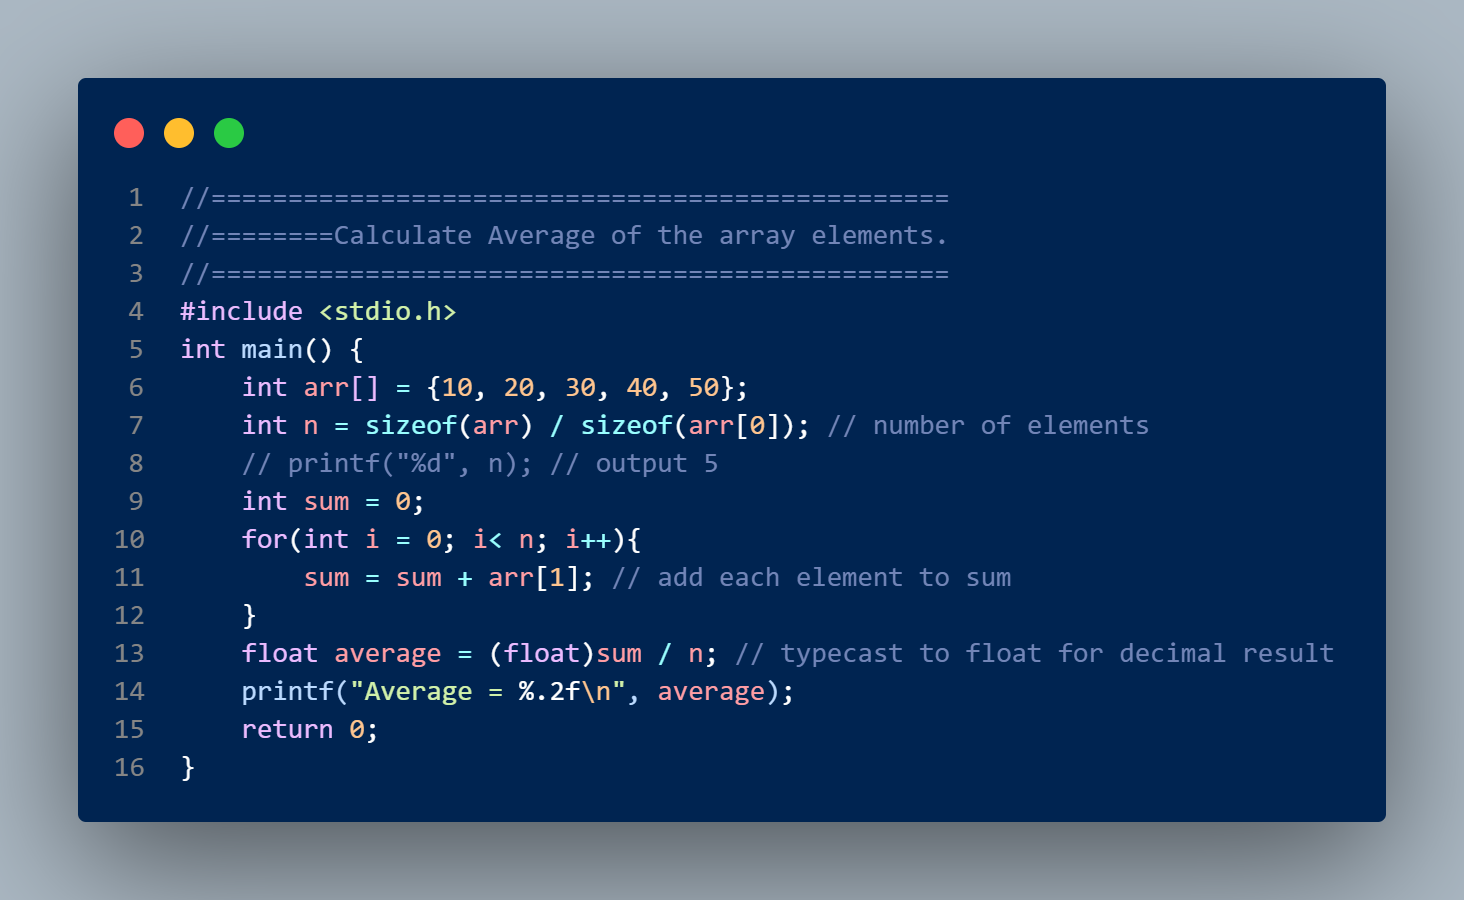 1 //================================================
2 //========Calculate Average of the array elements.
3 //================================================
4 #include <stdio.h>
5 int main() {
6     int arr[] = {10, 20, 30, 40, 50};
7     int n = sizeof(arr) / sizeof(arr[0]); // number of elements
8     // printf("%d", n); // output 5
9     int sum = 0;
10     for(int i = 0; i< n; i++){
11         sum = sum + arr[1]; // add each element to sum
12     }
13     float average = (float)sum / n; // typecast to float for decimal result
14     printf("Average = %.2f\n", average);
15     return 0;
16 }